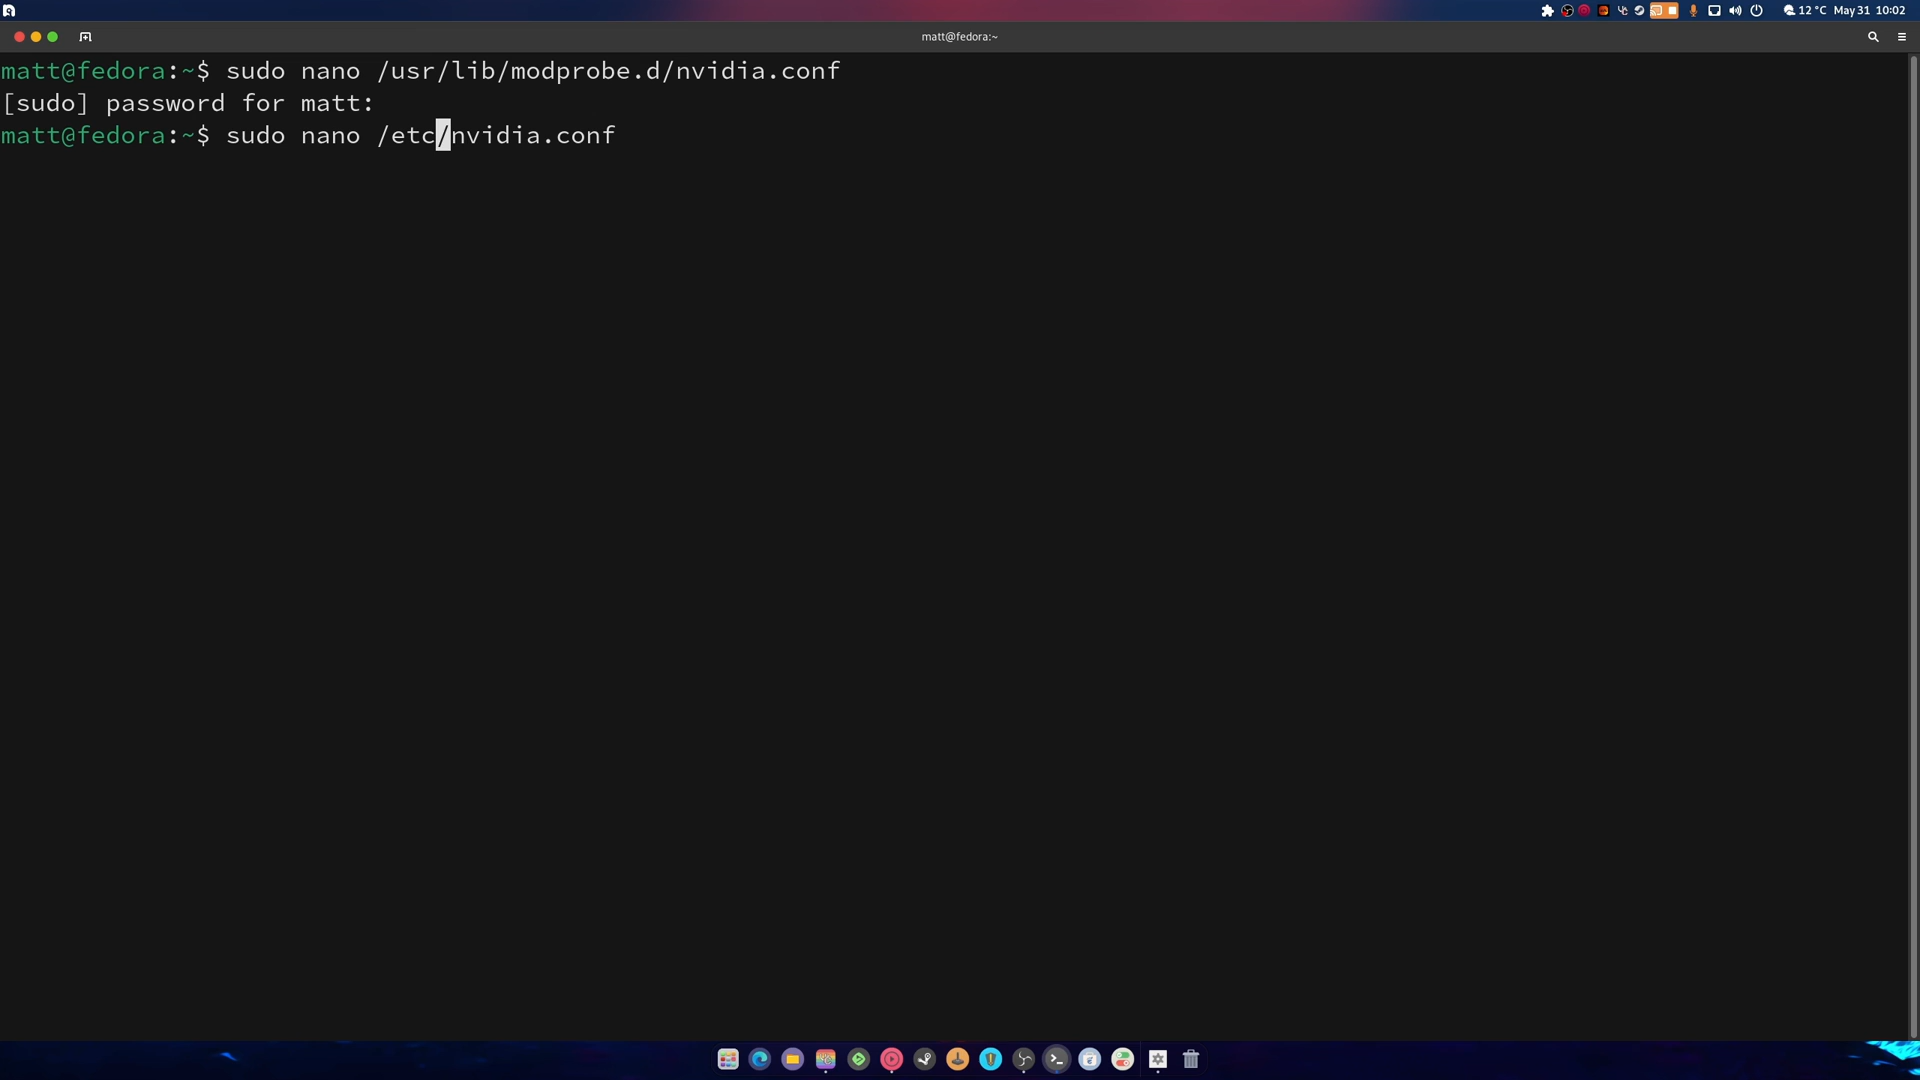 12 °C May 31 10:02
matt@fedora:~
matt@fedora:~$ sudo nano /usr/lib/modprobe.d/nvidia.conf
[sudo] password for matt:
matt@fedora:~$ sudo nano /etc/nvidia.conf